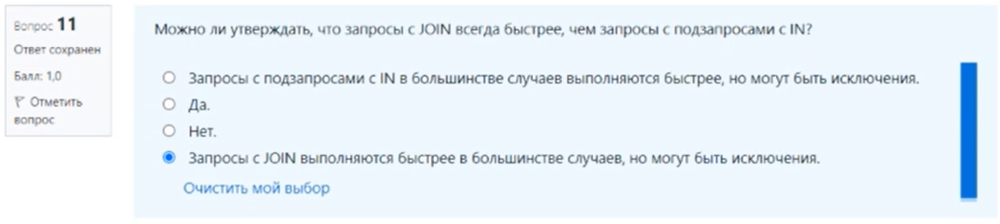 Вопрос 11
Ответ сохранен
Балл: 1,0
Отметить
вопрос
Можно ли утверждать, что запросы с JOIN всегда быстрее, чем запросы с подзапросами с IN?
Запросы с подзапросами с IN в большинстве случаев выполняются быстрее, но могут быть исключения.
Да.
Нет.
Запросы с JOIN выполняются быстрее в большинстве случаев, но могут быть исключения.
Очистить мой выбор